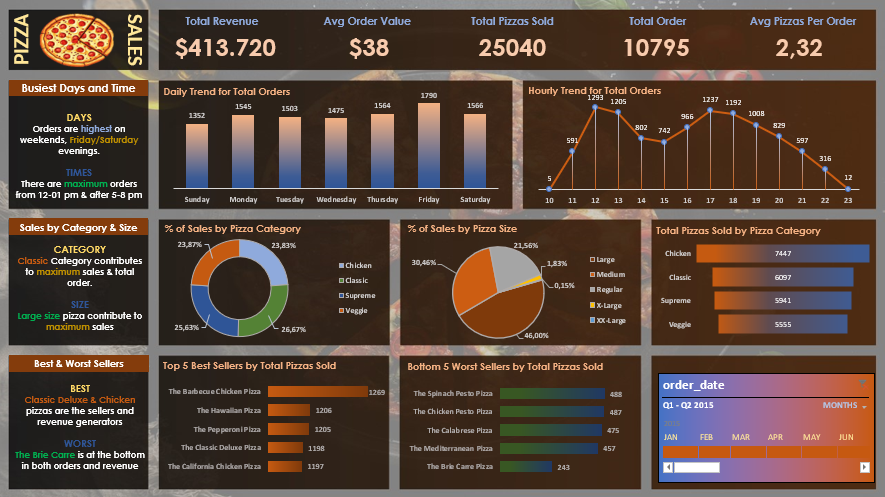 PIZZA
SALES
Total Revenue
$413.720
Avg Order Value
$38
Total Pizzas Sold
25040
Total Order
10795
Avg Pizzas Per Order
2,32
Busiest Days and Time
DAYS
Orders are highest on
weekends, Friday/Saturday
evenings.
TIMES
There are maximum orders
from 12-01 pm & after 5-8 pm
Daily Trend for Total Orders
1352
1545
1503
1475
1564
1790
1566
Sunday
Monday
Tuesday
Wednesday
Thursday
Friday
Saturday
Hourly Trend for Total Orders
5
591
1293
1205
802
742
966
1237
1192
1008
829
597
316
12
10
11
12
13
14
15
16
17
18
19
20
21
22
23
Sales by Category & Size
CATEGORY
Classic Category contributes
to maximum sales & total
order.
SIZE
Large size pizza contribute to
maximum sales
% of Sales by Pizza Category
23,87%
23,83%
25,63%
26,67%
Chicken
Classic
Supreme
Veggie
% of Sales by Pizza Size
21,56%
30,46%
1,83%
0,15%
46,00%
Large
Medium
Regular
X-Large
XX-Large
Total Pizzas Sold by Pizza Category
Chicken 7447
Classic 6097
Supreme 5941
Veggie 5555
Best & Worst Sellers
BEST
Classic Deluxe & Chicken
pizzas are the sellers and
revenue generators
WORST
The Brie Carre is at the bottom
in both orders and revenue
Top 5 Best Sellers by Total Pizzas Sold
The Barbecue Chicken Pizza 1269
The Hawaiian Pizza 1206
The Pepperoni Pizza 1205
The Classic Deluxe Pizza 1198
The California Chicken Pizza 1197
Bottom 5 Worst Sellers by Total Pizzas Sold
The Spinach Pesto Pizza 488
The Chicken Pesto Pizza 487
The Calabrese Pizza 475
The Mediterranean Pizza 457
The Brie Carre Pizza 243
order_date
Q1 - Q2 2015
MONTHS
2015
JAN
FEB
MAR
APR
MAY
JUN